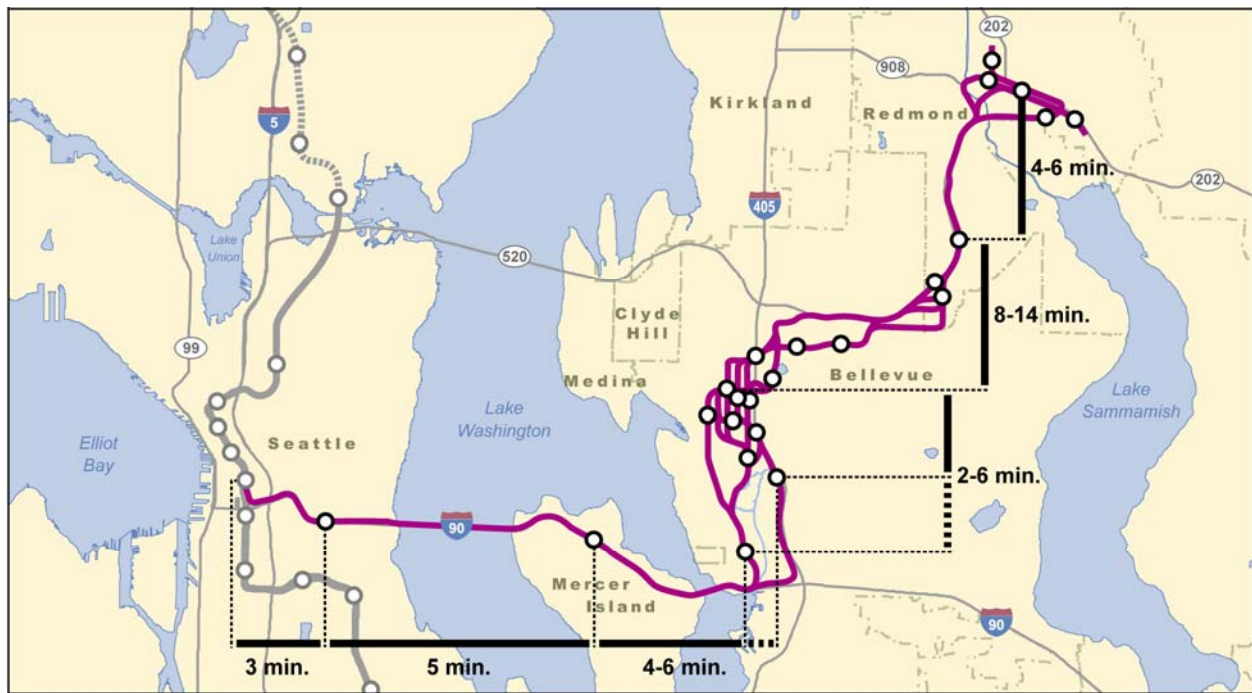 202
908
Kirkland
Redmond
5
4-6 min.
202
405
Lake
Union
520
Clyde
Hill
8-14 min.
99
Medina
Bellevue
Lake
Washington
Lake
Sammamish
Elliot
Bay
Seattle
2-6 min.
90
Mercer
Island
90
3 min.
5 min.
4-6 min.